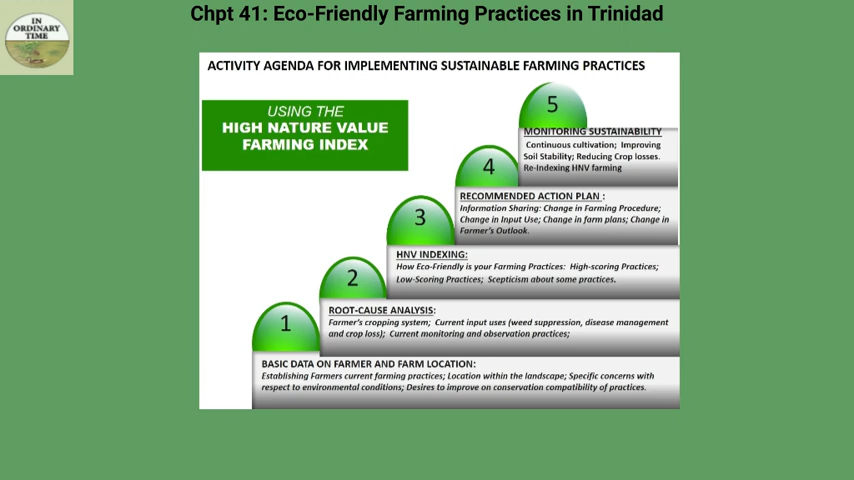 Chpt 41: Eco-Friendly Farming Practices in Trinidad
IN
ORDINARY
TIME
ACTIVITY AGENDA FOR IMPLEMENTING SUSTAINABLE FARMING PRACTICES
USING THE
HIGH NATURE VALUE
FARMING INDEX
5
MONITORING SUSTAINABILITY
Continuous cultivation; Improving
Soil Stability; Reducing Crop losses.
Re-Indexing HNV farming
4
RECOMMENDED ACTION PLAN :
Information Sharing: Change in Farming Procedure;
Change in Input Use; Change in farm plans; Change in
Farmer's Outlook.
3
HNV INDEXING:
How Eco-Friendly is your Farming Practices: High-scoring Practices;
Low-Scoring Practices; Scepticism about some practices.
2
ROOT-CAUSE ANALYSIS:
Farmer's cropping system; Current input uses (weed suppression, disease management
and crop loss); Current monitoring and observation practices;
1
BASIC DATA ON FARMER AND FARM LOCATION:
Establishing Farmers current farming practices; Location within the landscape; Specific concerns with
respect to environmental conditions; Desires to improve on conservation compatibility of practices.